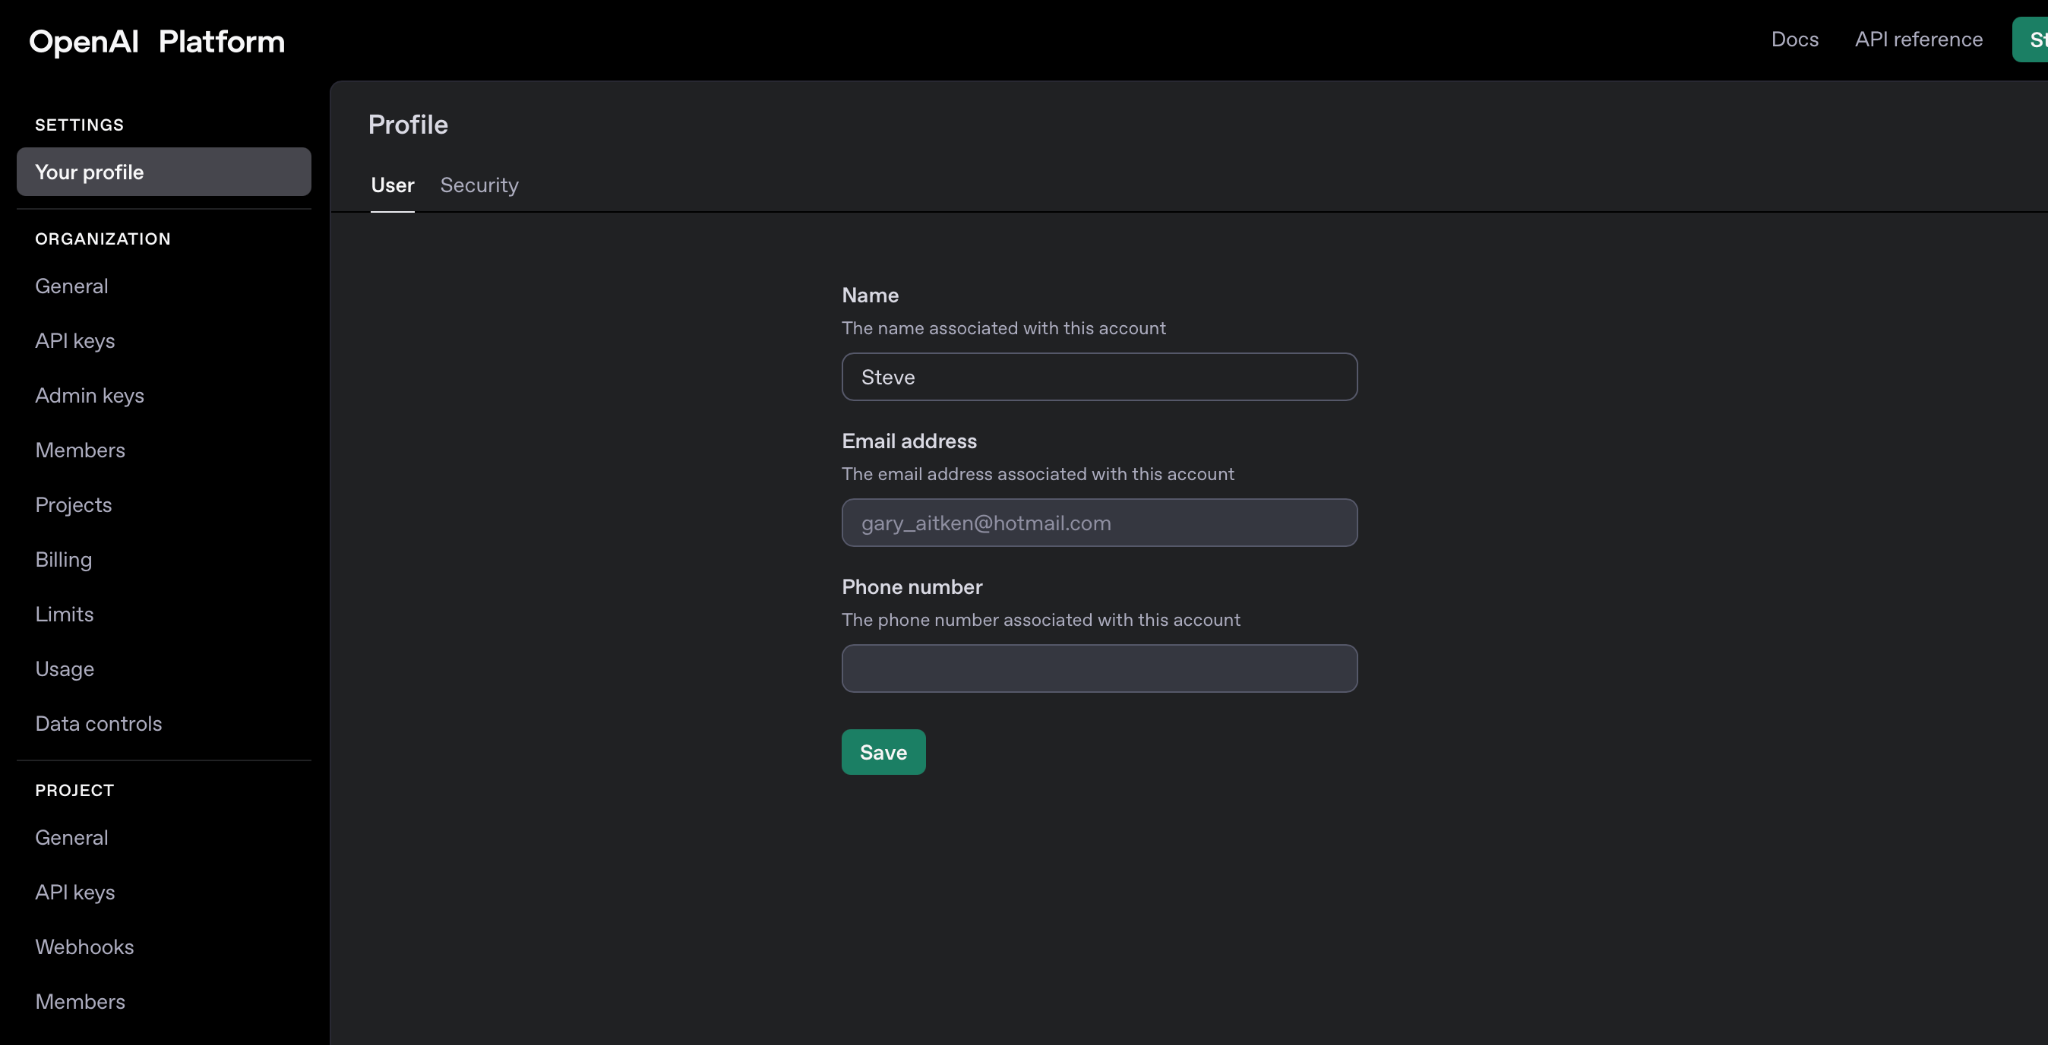 OpenAI Platform
Docs
API reference
St
SETTINGS
Your profile
ORGANIZATION
General
API keys
Admin keys
Members
Projects
Billing
Limits
Usage
Data controls
PROJECT
General
API keys
Webhooks
Members
Profile
User
Security
Name
The name associated with this account
Steve
Email address
The email address associated with this account
gary_aitken@hotmail.com
Phone number
The phone number associated with this account
Save